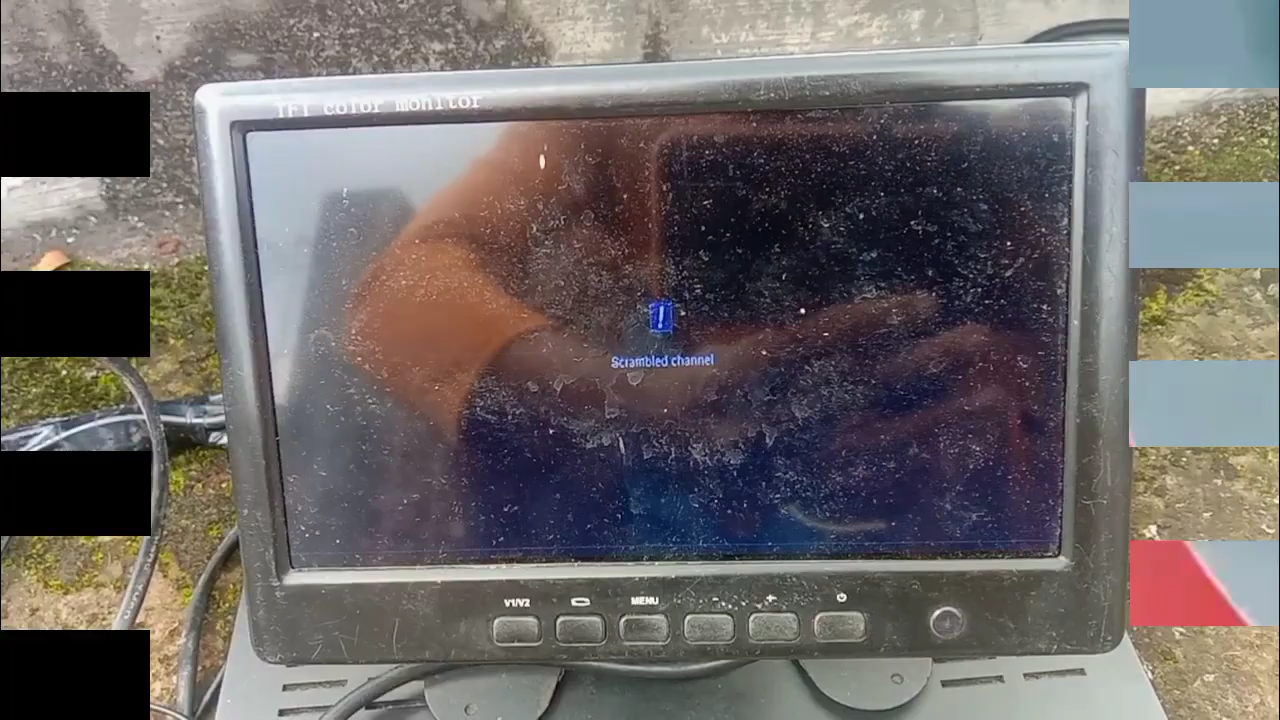 TFT color monitor
!
Scrambled channel
V1/V2
MENU
-
+